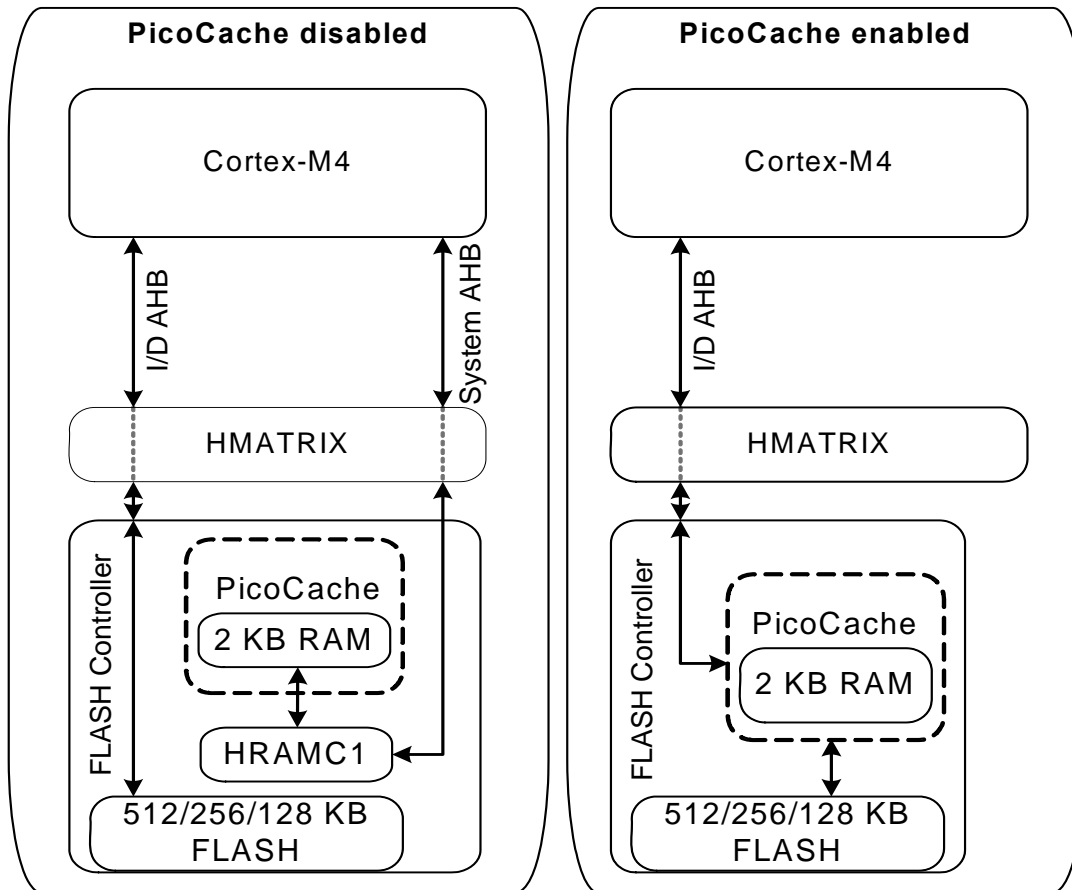 PicoCache disabled
Cortex-M4
I/D AHB
System AHB
HMATRIX
FLASH Controller
PicoCache
2 KB RAM
HRAMC1
512/256/128 KB
FLASH
PicoCache enabled
Cortex-M4
I/D AHB
HMATRIX
FLASH Controller
PicoCache
2 KB RAM
512/256/128 KB
FLASH